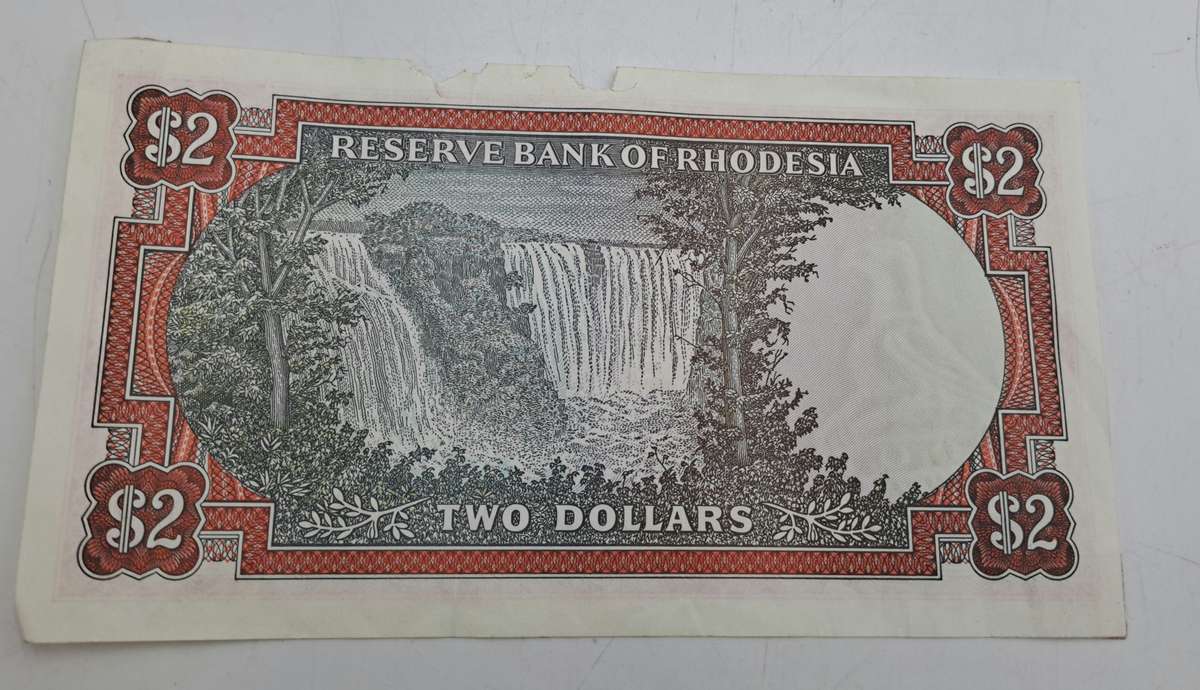 $2 $2
RESERVE BANK OF RHODESIA
TWO DOLLARS
$2 $2